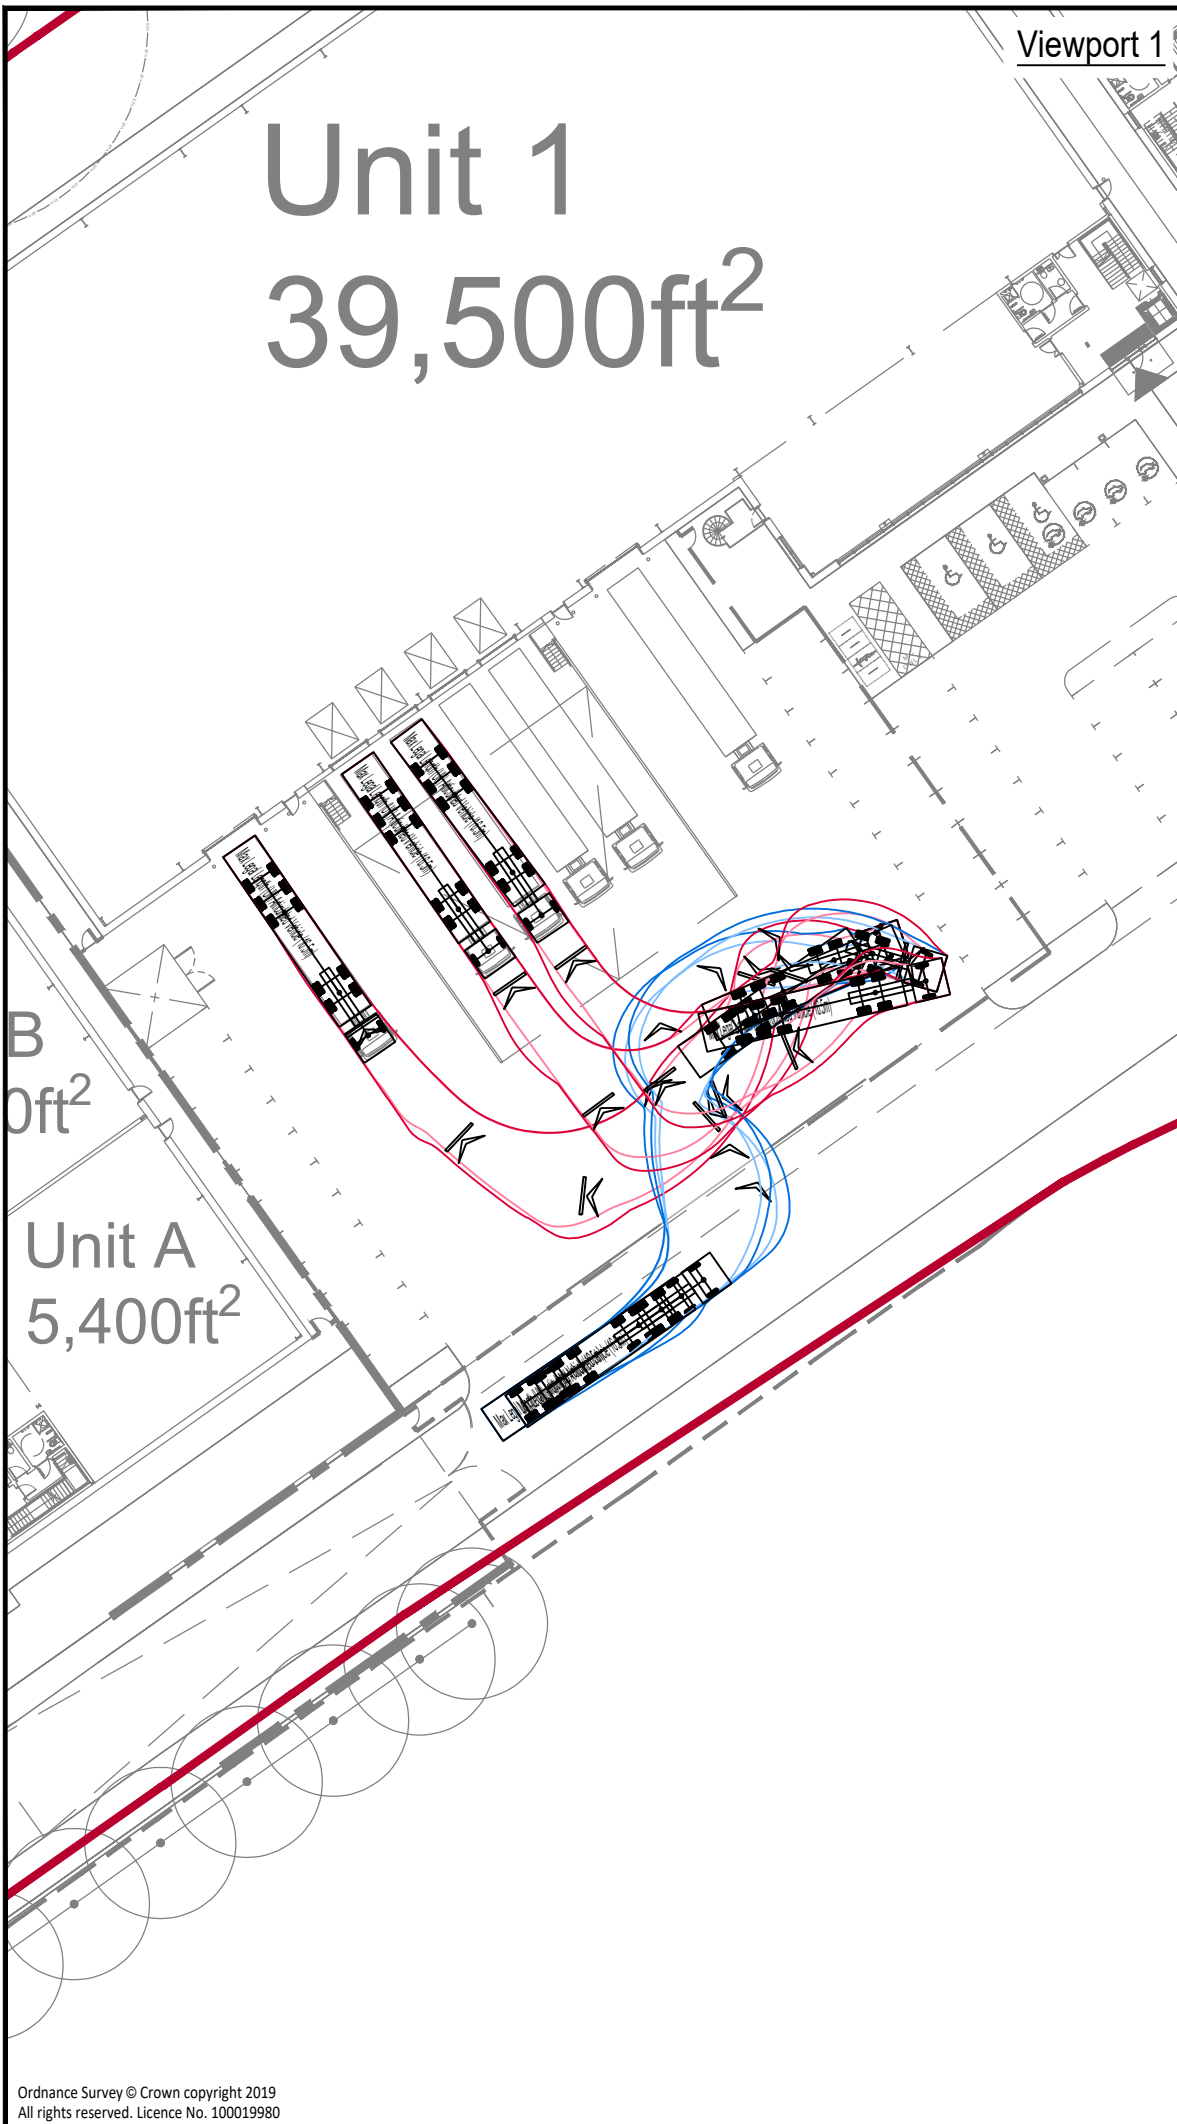 Viewport 1
Unit 1
39,500ft²
B
0ft²
Unit A
5,400ft²
Ordnance Survey © Crown copyright 2019
All rights reserved. Licence No. 100019980